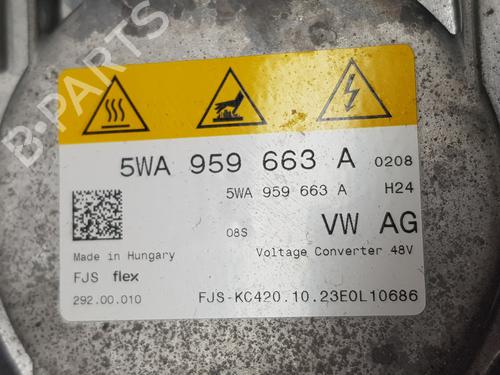 5WA 959 663 A 0208
5WA 959 663 A H24
08S VW AG
Made in Hungary Voltage Converter 48V
FJS flex
292.00.010 FJS-KC420.10.23E0L10686
B-PARTS